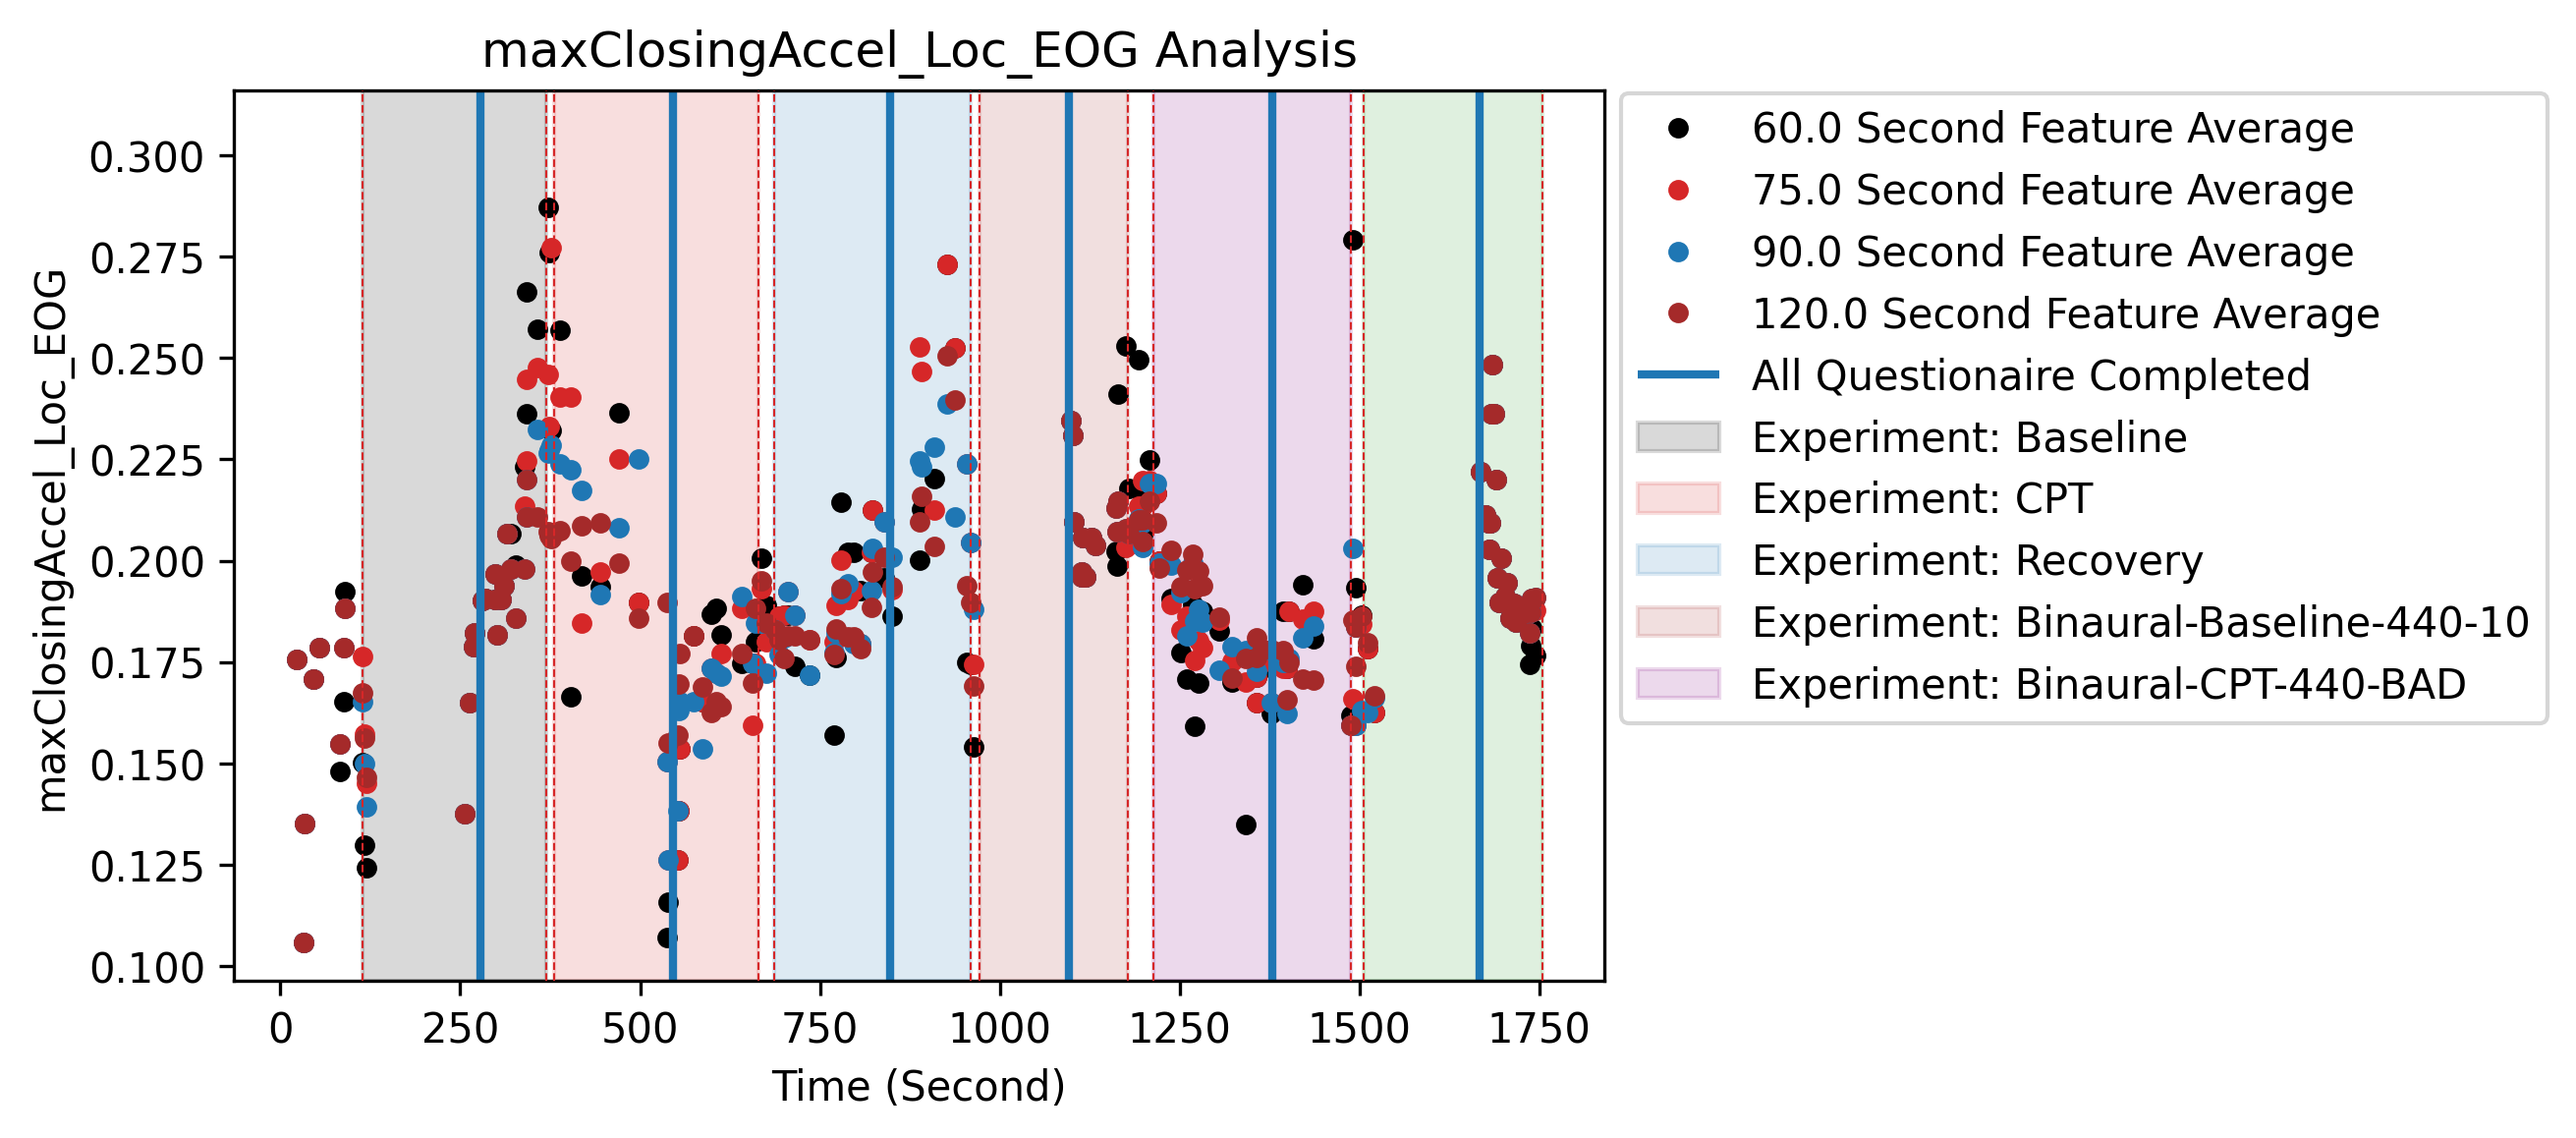 maxClosingAccel_Loc_EOG Analysis
maxClosingAccel_Loc_EOG
0.300
0.275
0.250
0.225
0.200
0.175
0.150
0.125
0.100
0 250 500 750 1000 1250 1500 1750
Time (Second)
60.0 Second Feature Average
75.0 Second Feature Average
90.0 Second Feature Average
120.0 Second Feature Average
All Questionaire Completed
Experiment: Baseline
Experiment: CPT
Experiment: Recovery
Experiment: Binaural-Baseline-440-10
Experiment: Binaural-CPT-440-BAD